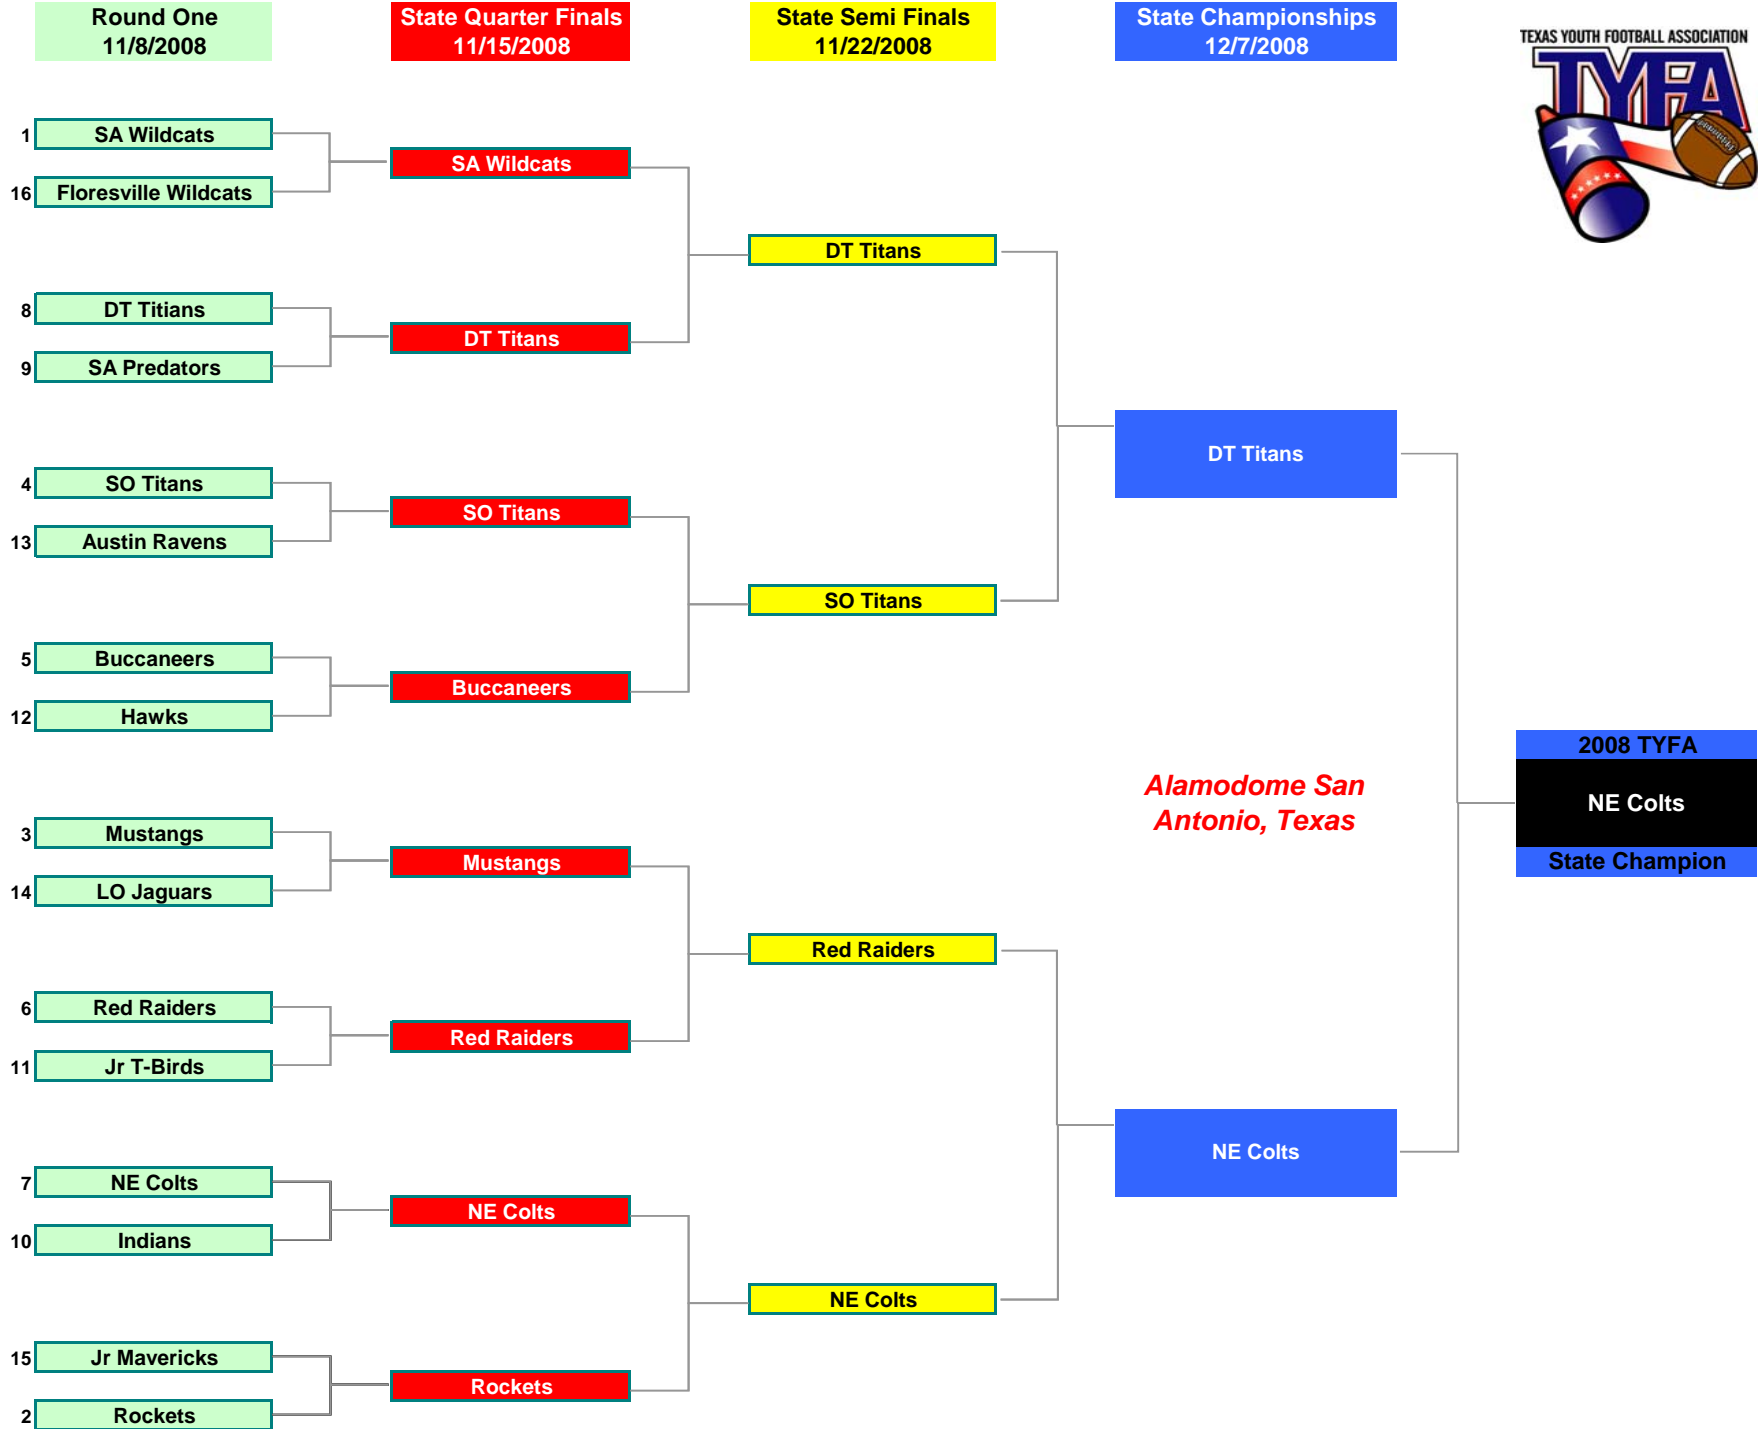 Round One
11/8/2008
State Quarter Finals
11/15/2008
State Semi Finals
11/22/2008
State Championships
12/7/2008
TEXAS YOUTH FOOTBALL ASSOCIATION
TYFA
1 SA Wildcats
16 Floresville Wildcats
8 DT Titians
9 SA Predators
4 SO Titans
13 Austin Ravens
5 Buccaneers
12 Hawks
3 Mustangs
14 LO Jaguars
6 Red Raiders
11 Jr T-Birds
7 NE Colts
10 Indians
15 Jr Mavericks
2 Rockets
SA Wildcats
DT Titans
SO Titans
Buccaneers
Mustangs
Red Raiders
NE Colts
Rockets
DT Titans
SO Titans
Red Raiders
NE Colts
DT Titans
Alamodome San
Antonio, Texas
NE Colts
2008 TYFA
NE Colts
State Champion